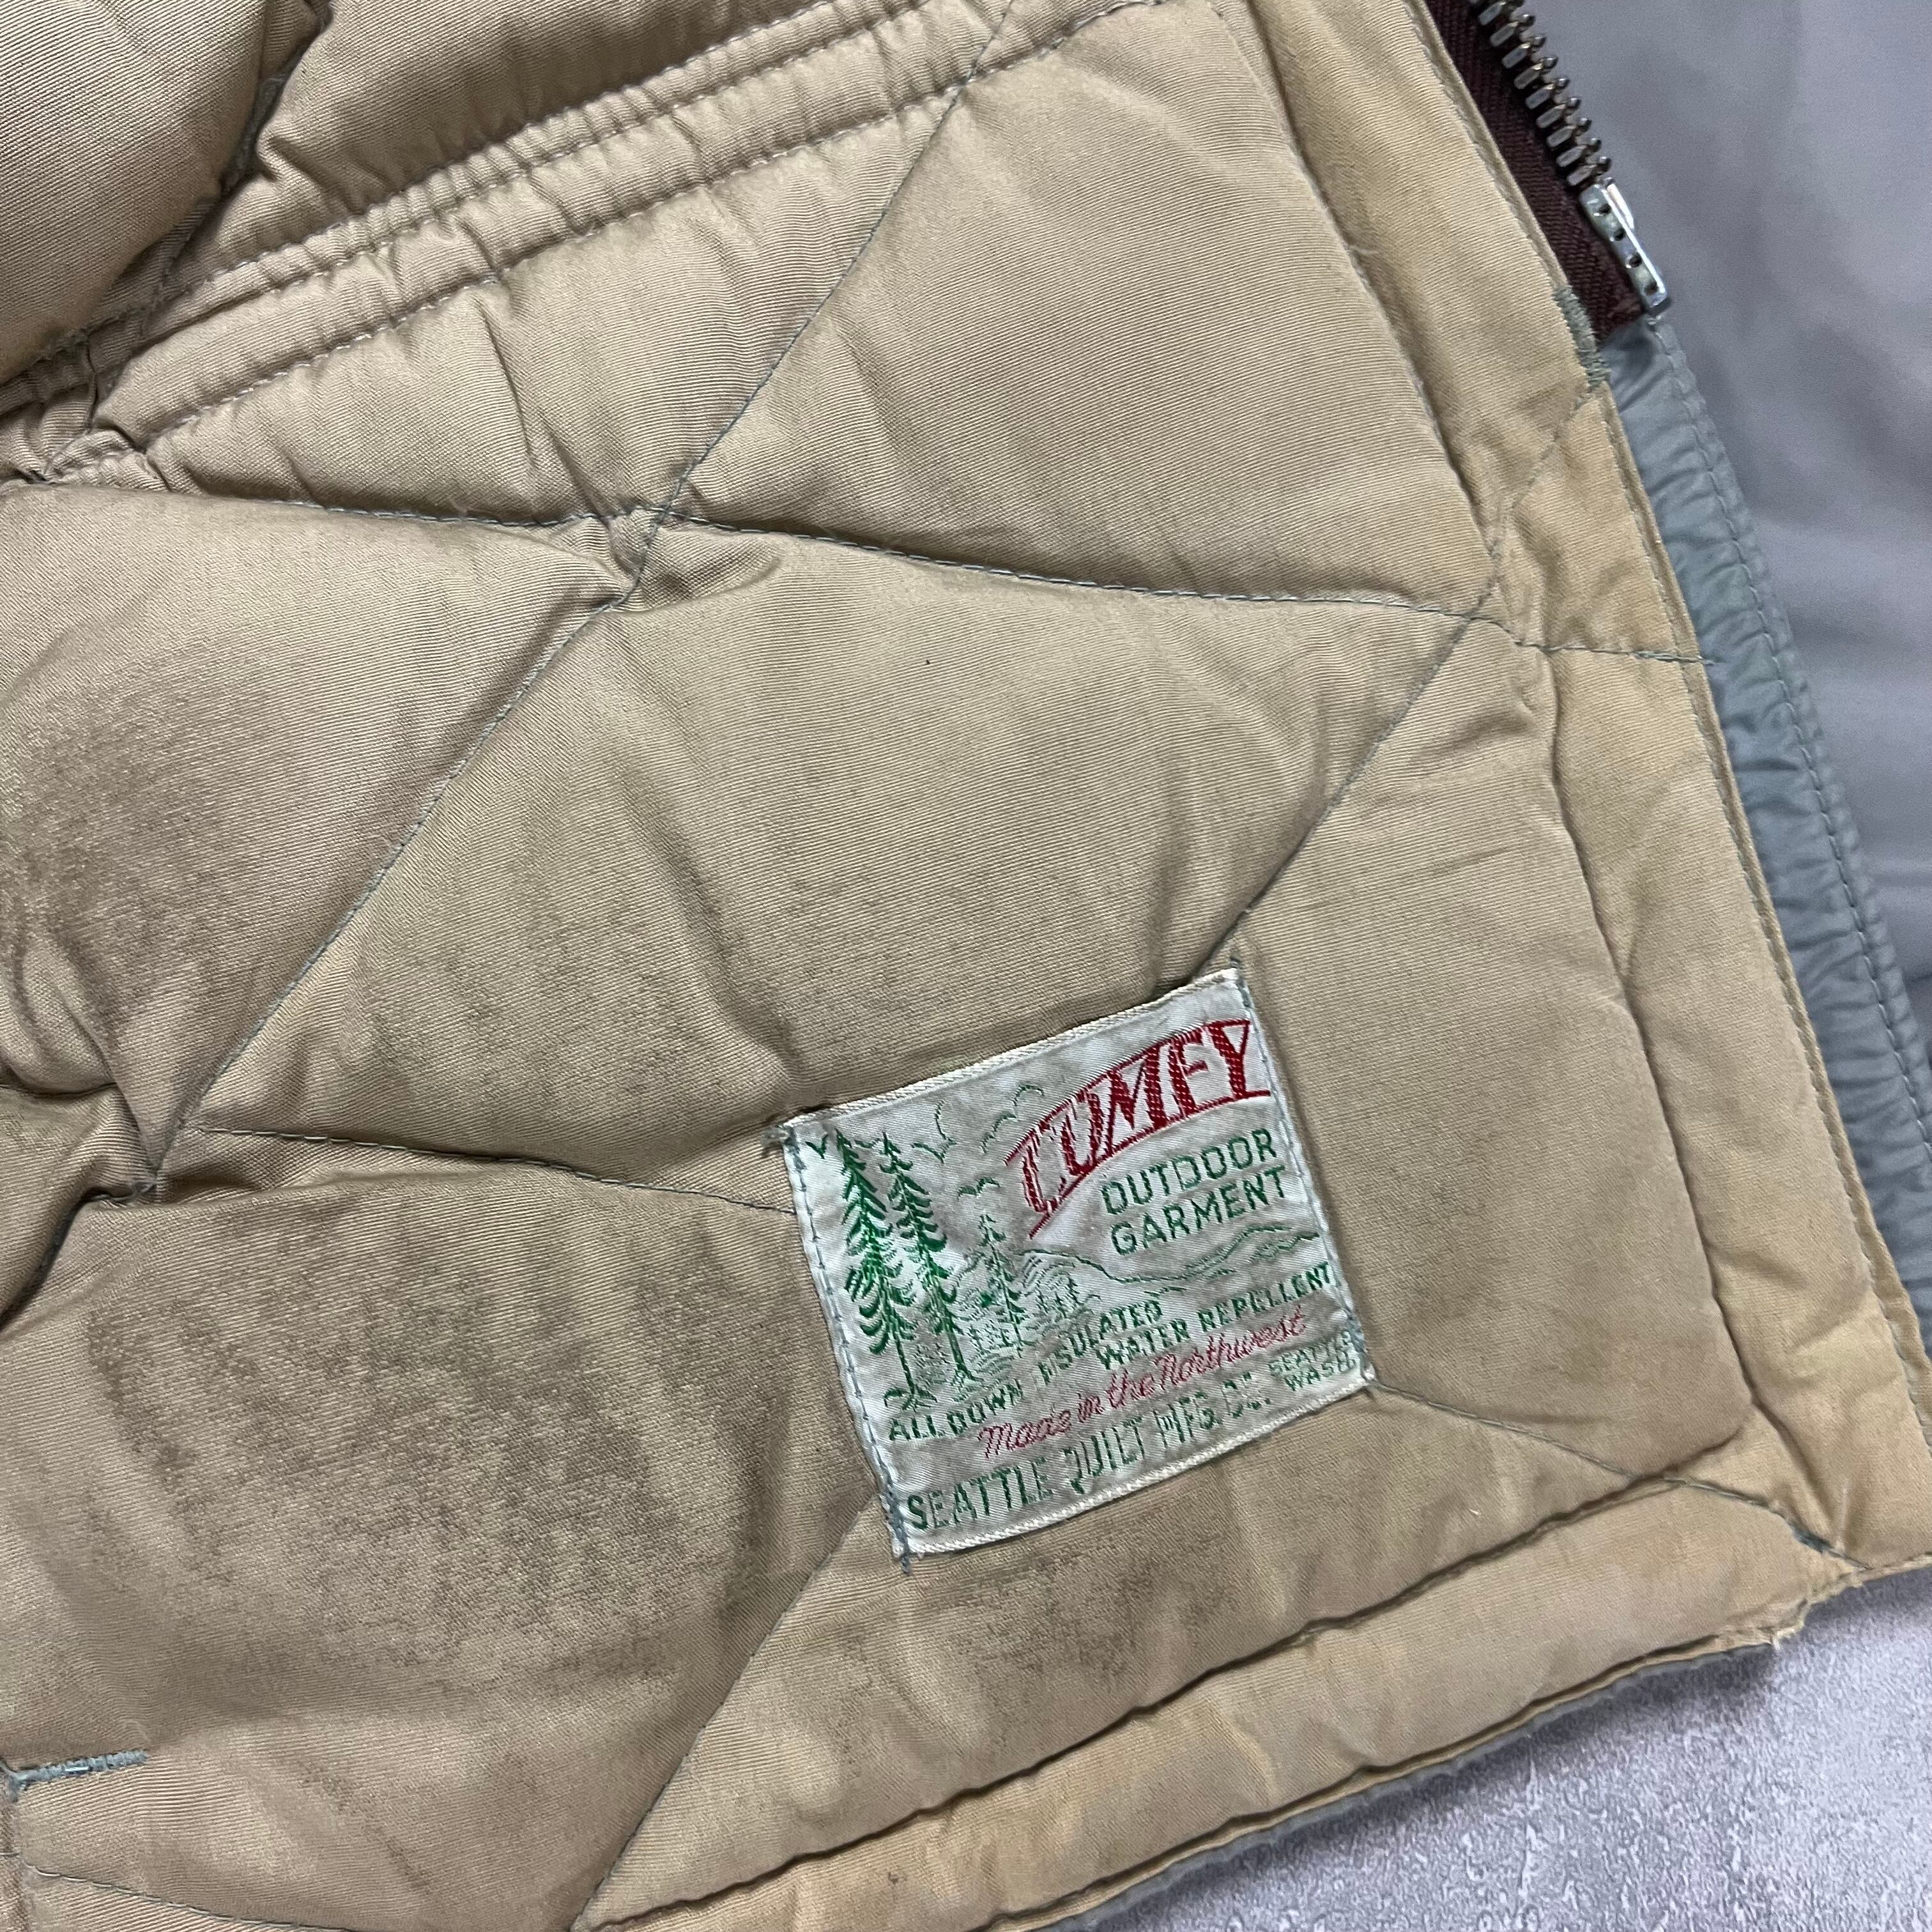 COMFY
OUTDOOR
GARMENT
ALL DOWN INSULATED
WATER REPELLENT
Made in the Northwest
SEATTLE QUILT MFG. CO. SEATTLE
WASH.